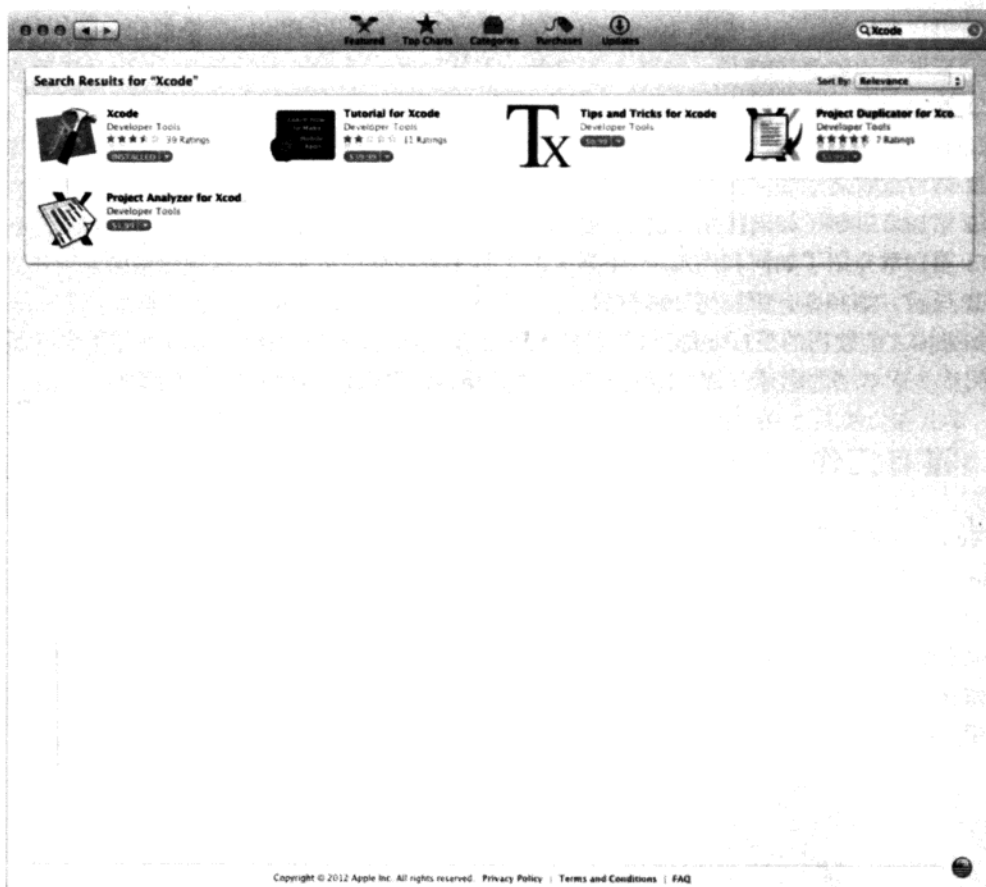 Featured Top Charts Categories Purchases Updates
Xcode
Search Results for "Xcode"
Sort By: Relevance
Xcode
Developer Tools
39 Ratings
INSTALLED
Tutorial for Xcode
Developer Tools
11 Ratings
$19.99
Tips and Tricks for Xcode
Developer Tools
Tx
Project Duplicator for Xco...
Developer Tools
7 Ratings
Project Analyzer for Xcod
Developer Tools
$1.99
Copyright © 2012 Apple Inc. All rights reserved. Privacy Policy | Terms and Conditions | FAQ